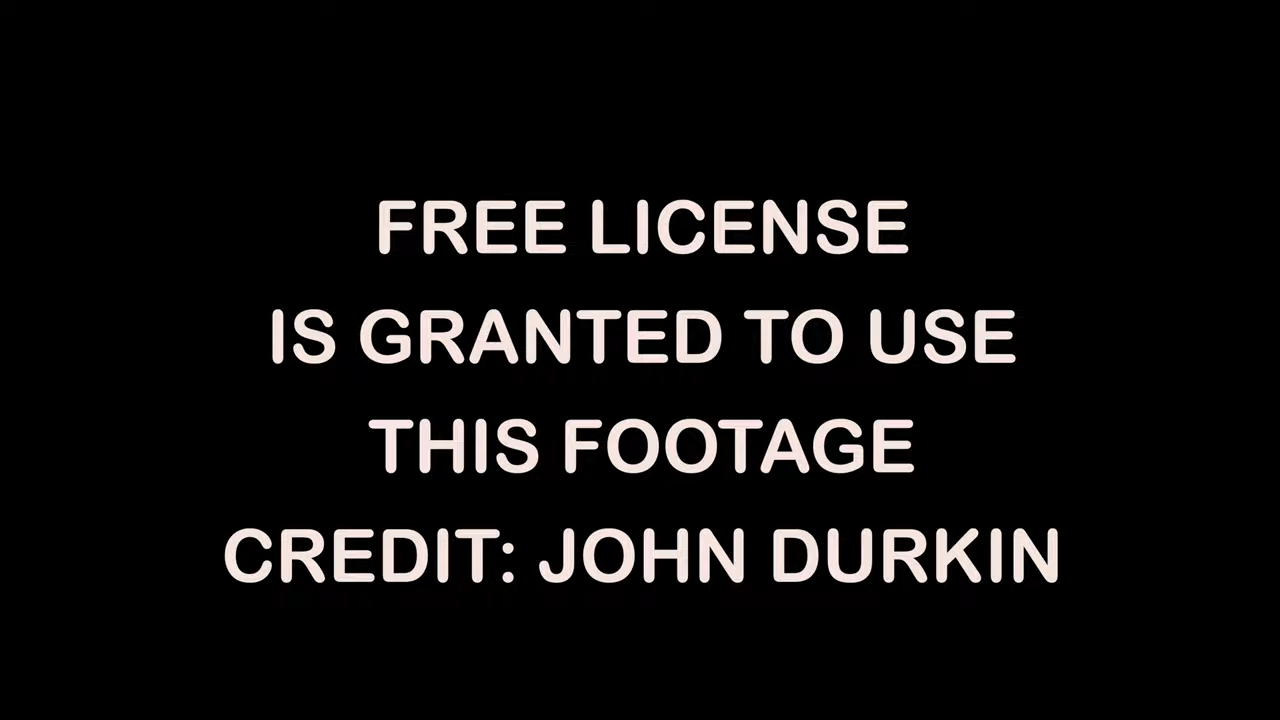 FREE LICENSE
IS GRANTED TO USE
THIS FOOTAGE
CREDIT: JOHN DURKIN